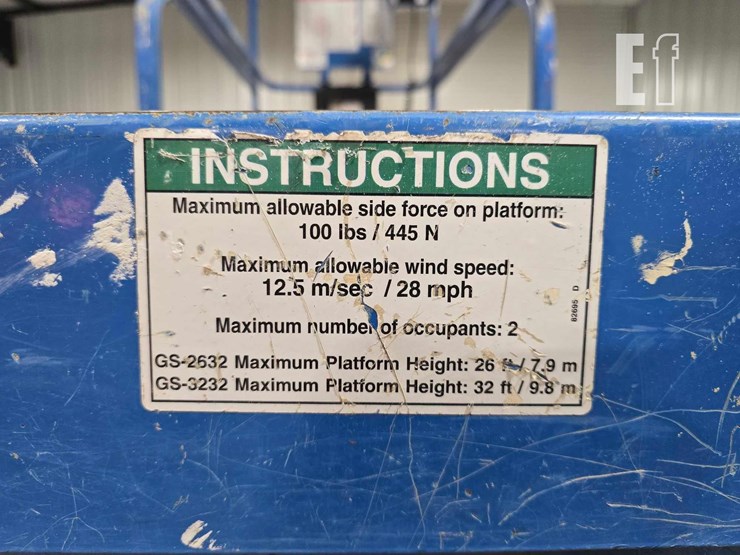 Ef
INSTRUCTIONS
Maximum allowable side force on platform:
100 lbs / 445 N
Maximum allowable wind speed:
12.5 m/sec / 28 mph
Maximum number of occupants: 2
GS-2632 Maximum Platform Height: 26 ft / 7.9 m
GS-3232 Maximum Platform Height: 32 ft / 9.8 m
82695 D